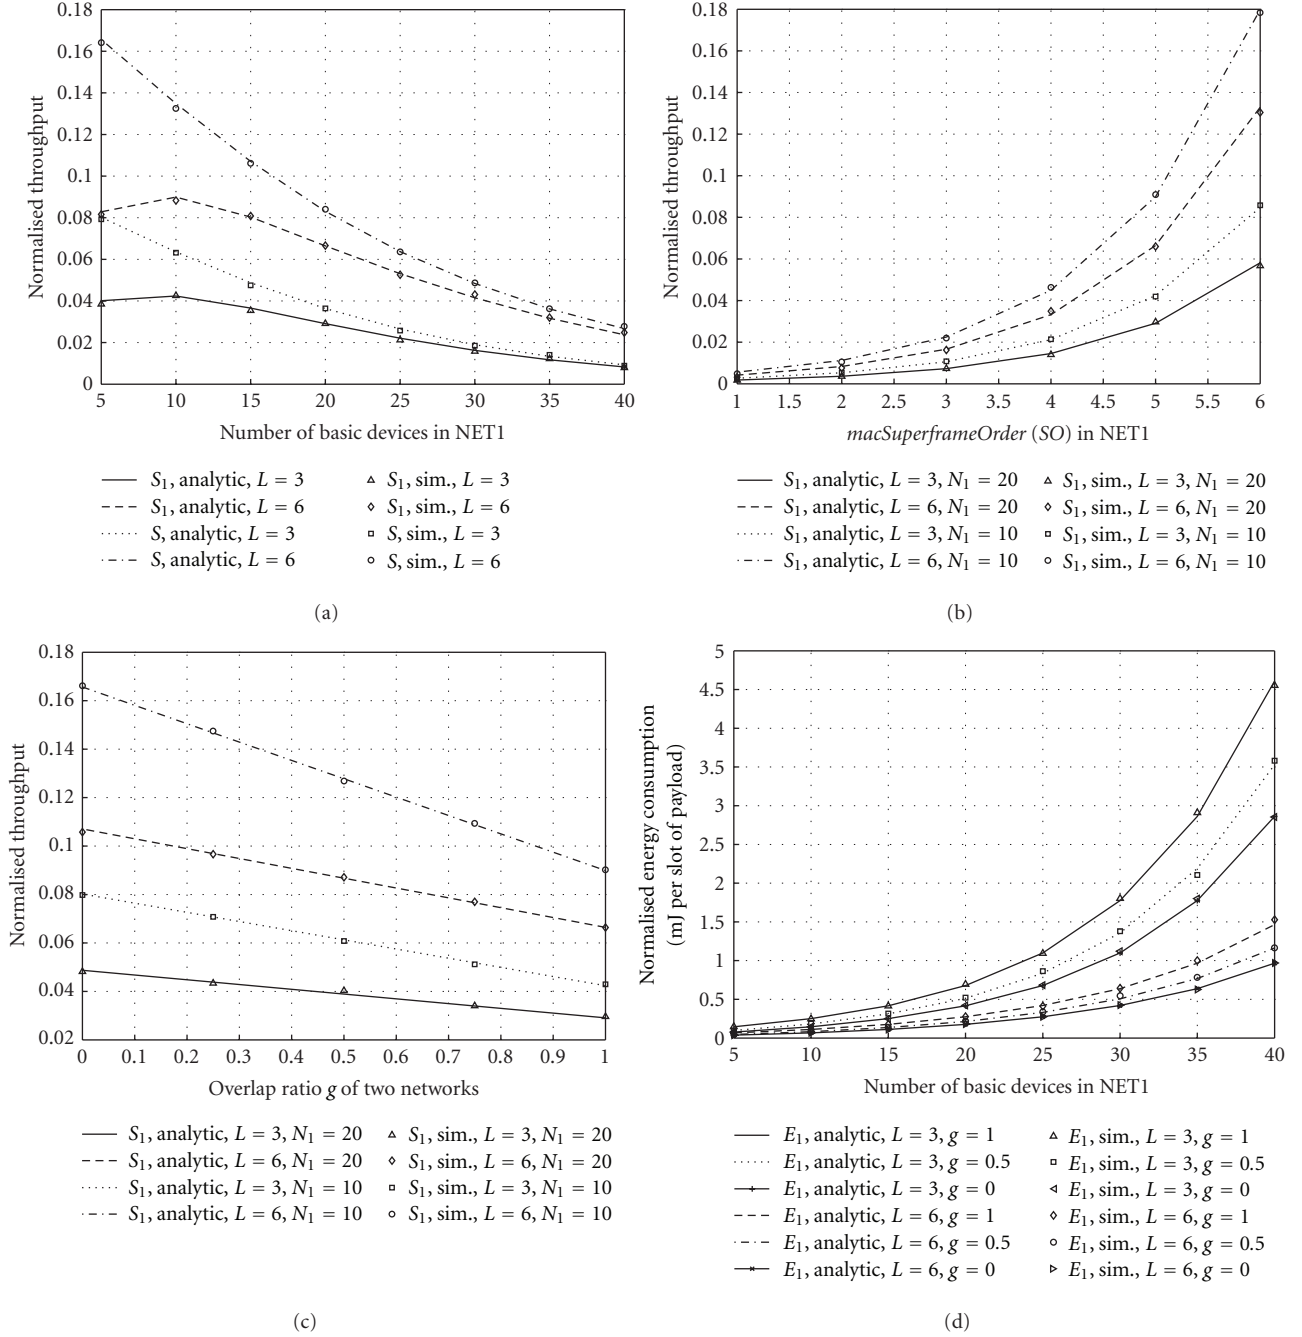 0.18
0.16
0.14
0.12
0.1
0.08
0.06
0.04
0.02
0
Normalised throughput
5 10 15 20 25 30 35 40
Number of basic devices in NET1
S1, analytic, L = 3
S1, analytic, L = 6
S, analytic, L = 3
S, analytic, L = 6
S1, sim., L = 3
S1, sim., L = 6
S, sim., L = 3
S, sim., L = 6
(a)
0.18
0.16
0.14
0.12
0.1
0.08
0.06
0.04
0.02
0
Normalised throughput
1 1.5 2 2.5 3 3.5 4 4.5 5 5.5 6
macSuperframeOrder (SO) in NET1
S1, analytic, L = 3, N1 = 20
S1, analytic, L = 6, N1 = 20
S1, analytic, L = 3, N1 = 10
S1, analytic, L = 6, N1 = 10
S1, sim., L = 3, N1 = 20
S1, sim., L = 6, N1 = 20
S1, sim., L = 3, N1 = 10
S1, sim., L = 6, N1 = 10
(b)
0.18
0.16
0.14
0.12
0.1
0.08
0.06
0.04
0.02
Normalised throughput
0 0.1 0.2 0.3 0.4 0.5 0.6 0.7 0.8 0.9 1
Overlap ratio g of two networks
S1, analytic, L = 3, N1 = 20
S1, analytic, L = 6, N1 = 20
S1, analytic, L = 3, N1 = 10
S1, analytic, L = 6, N1 = 10
S1, sim., L = 3, N1 = 20
S1, sim., L = 6, N1 = 20
S1, sim., L = 3, N1 = 10
S1, sim., L = 6, N1 = 10
(c)
5
4.5
4
3.5
3
2.5
2
1.5
1
0.5
0
Normalised energy consumption
(mJ per slot of payload)
5 10 15 20 25 30 35 40
Number of basic devices in NET1
E1, analytic, L = 3, g = 1
E1, analytic, L = 3, g = 0.5
E1, analytic, L = 3, g = 0
E1, analytic, L = 6, g = 1
E1, analytic, L = 6, g = 0.5
E1, analytic, L = 6, g = 0
E1, sim., L = 3, g = 1
E1, sim., L = 3, g = 0.5
E1, sim., L = 3, g = 0
E1, sim., L = 6, g = 1
E1, sim., L = 6, g = 0.5
E1, sim., L = 6, g = 0
(d)